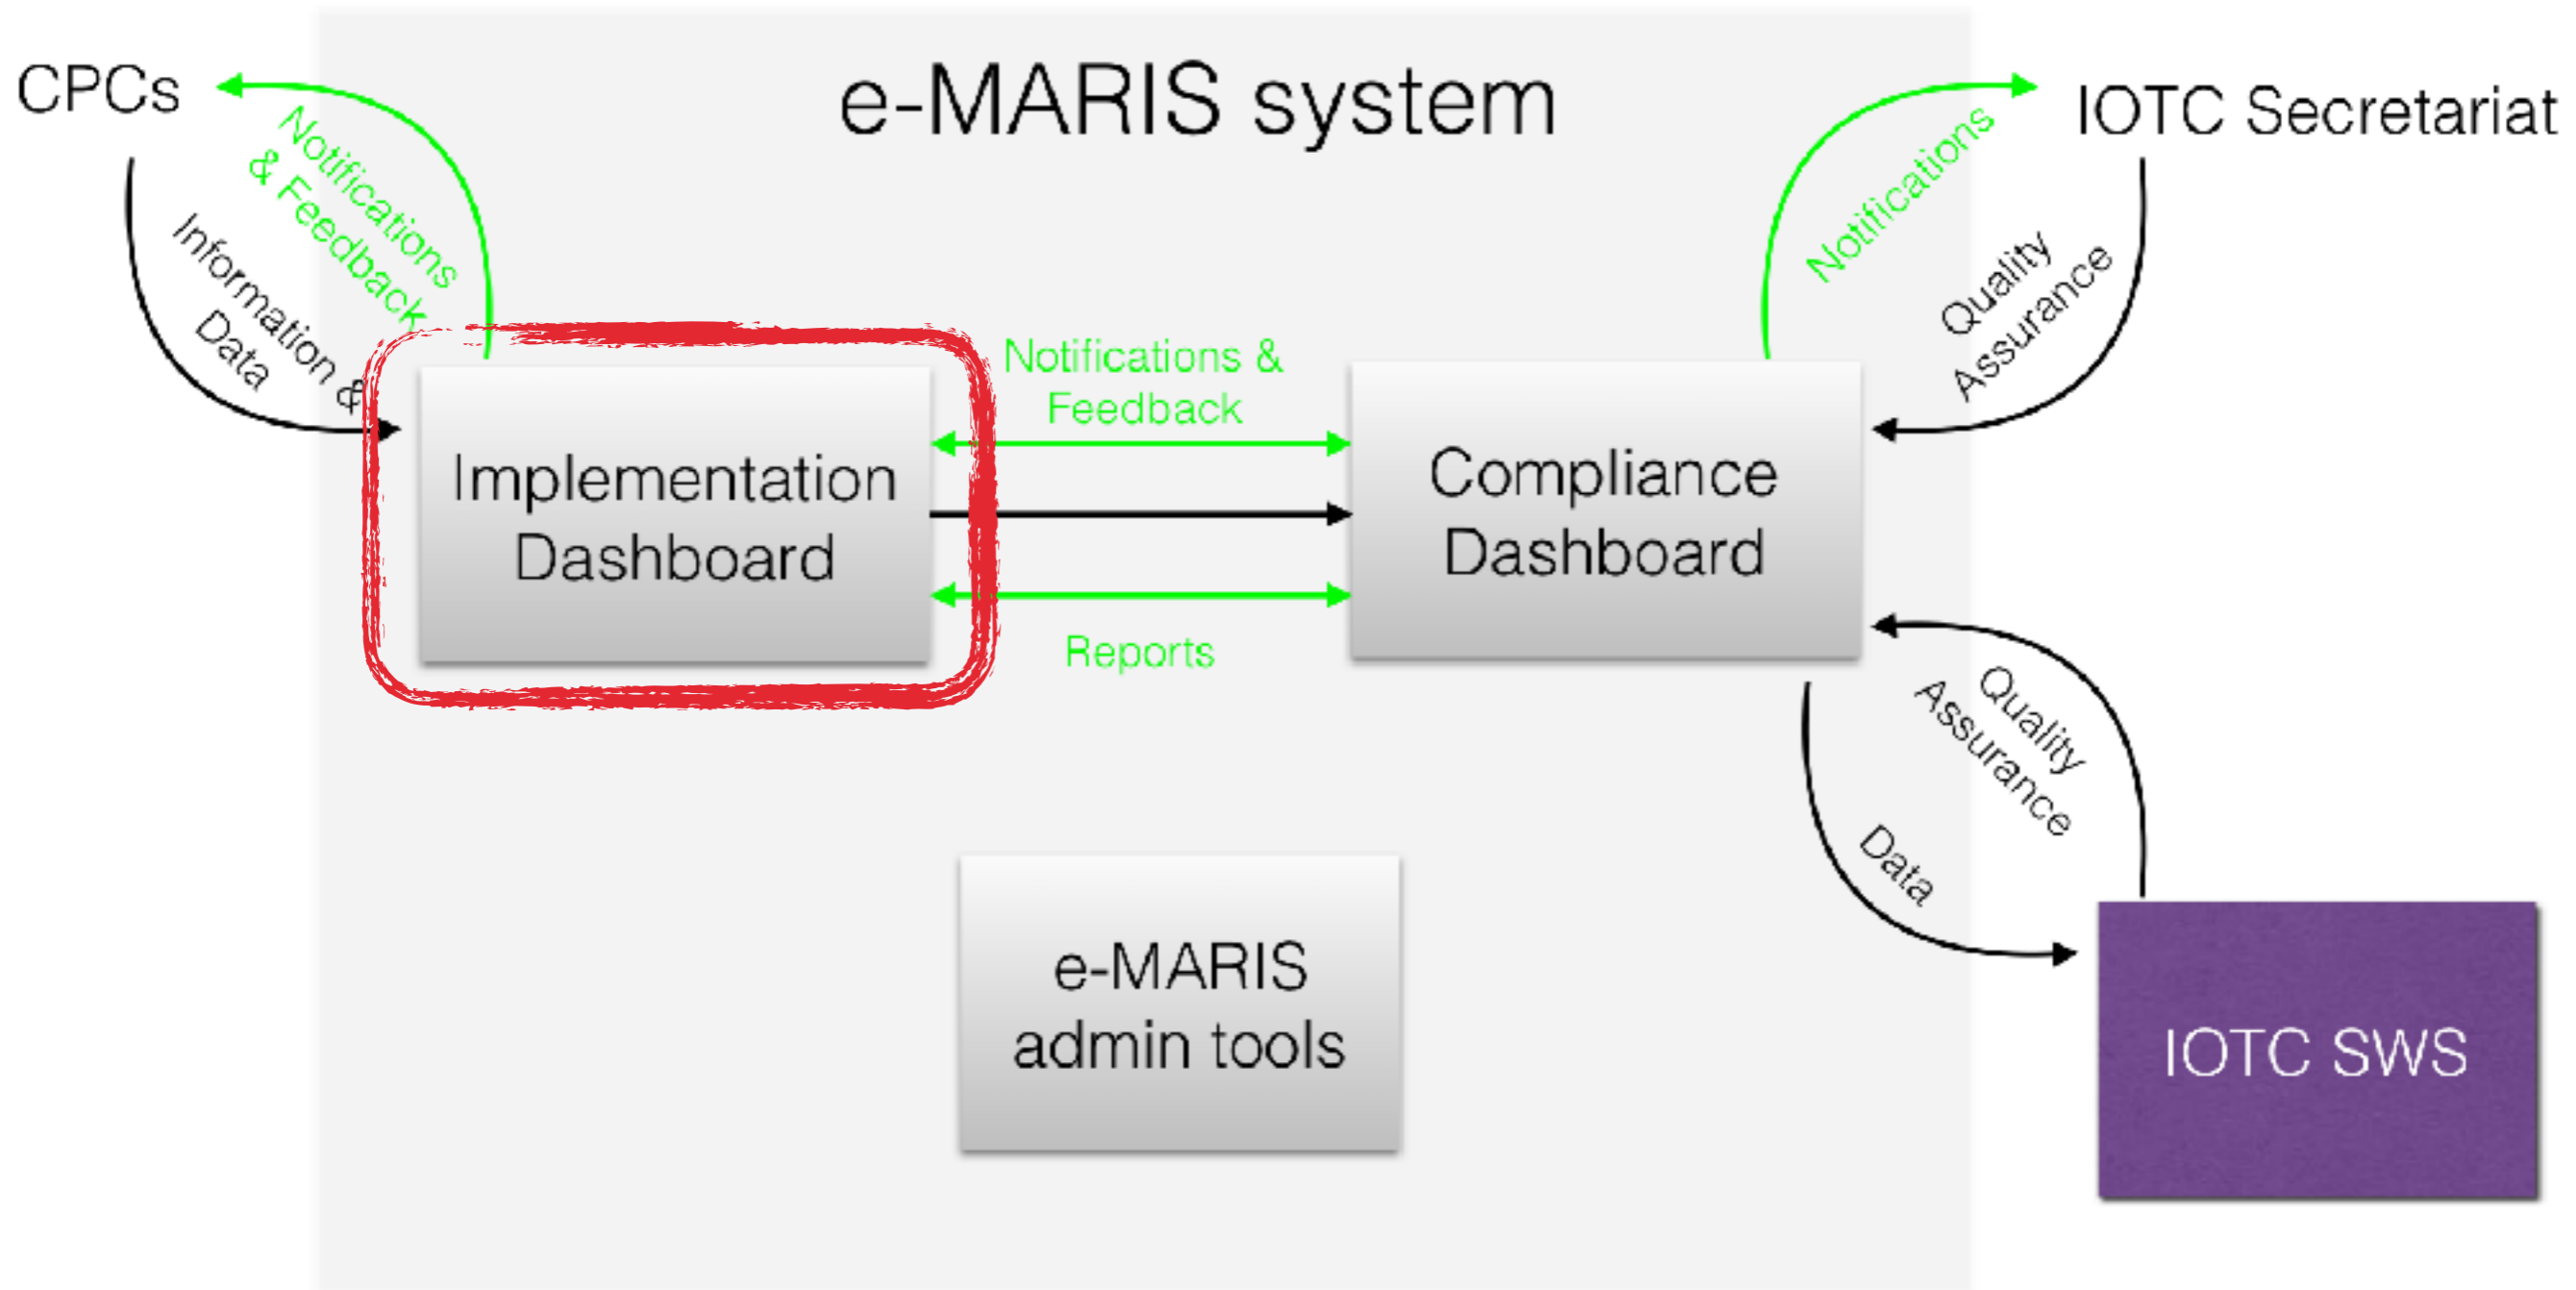 e-MARIS system
CPCs
Notifications
& Feedback
Information &
Data
Implementation
Dashboard
Notifications &
Feedback
Reports
Compliance
Dashboard
Notifications
IOTC Secretariat
Quality
Assurance
Quality
Assurance
Data
e-MARIS
admin tools
IOTC SWS